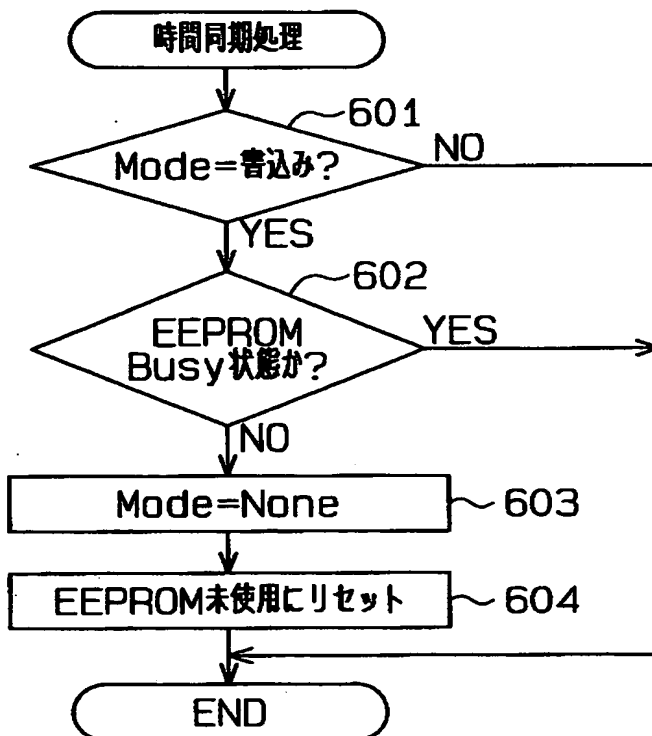 時間同期処理
601
Mode=書込み?
NO
YES
602
EEPROM
Busy状態か?
YES
NO
Mode=None
603
EEPROM未使用にリセット
604
END